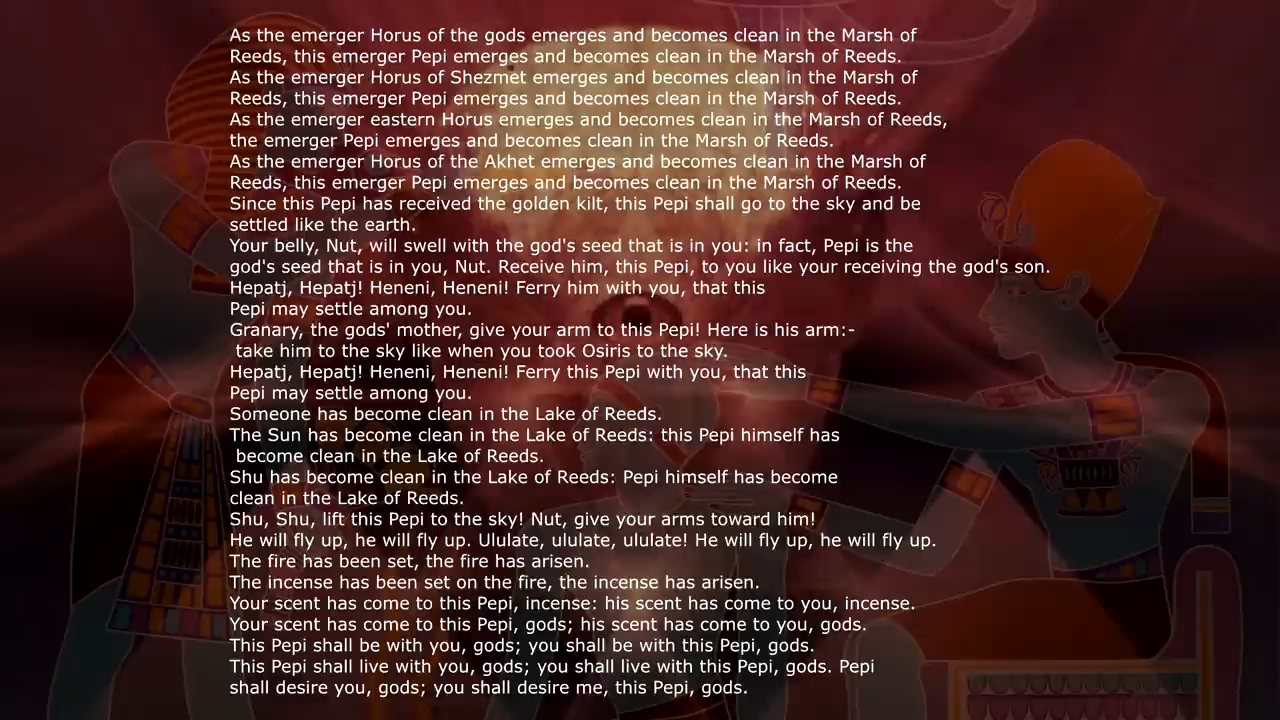 As the emerger Horus of the gods emerges and becomes clean in the Marsh of
Reeds, this emerger Pepi emerges and becomes clean in the Marsh of Reeds.
As the emerger Horus of Shezmet emerges and becomes clean in the Marsh of
Reeds, this emerger Pepi emerges and becomes clean in the Marsh of Reeds.
As the emerger eastern Horus emerges and becomes clean in the Marsh of Reeds,
the emerger Pepi emerges and becomes clean in the Marsh of Reeds.
As the emerger Horus of the Akhet emerges and becomes clean in the Marsh of
Reeds, this emerger Pepi emerges and becomes clean in the Marsh of Reeds.
Since this Pepi has received the golden kilt, this Pepi shall go to the sky and be
settled like the earth.
Your belly, Nut, will swell with the god's seed that is in you: in fact, Pepi is the
god's seed that is in you, Nut. Receive him, this Pepi, to you like your receiving the god's son.
Hepatj, Hepatj! Heneni, Heneni! Ferry him with you, that this
Pepi may settle among you.
Granary, the gods' mother, give your arm to this Pepi! Here is his arm:-
take him to the sky like when you took Osiris to the sky.
Hepatj, Hepatj! Heneni, Heneni! Ferry this Pepi with you, that this
Pepi may settle among you.
Someone has become clean in the Lake of Reeds.
The Sun has become clean in the Lake of Reeds: this Pepi himself has
become clean in the Lake of Reeds.
Shu has become clean in the Lake of Reeds: Pepi himself has become
clean in the Lake of Reeds.
Shu, Shu, lift this Pepi to the sky! Nut, give your arms toward him!
He will fly up, he will fly up. Ululate, ululate, ululate! He will fly up, he will fly up.
The fire has been set, the fire has arisen.
The incense has been set on the fire, the incense has arisen.
Your scent has come to this Pepi, incense: his scent has come to you, incense.
Your scent has come to this Pepi, gods; his scent has come to you, gods.
This Pepi shall be with you, gods; you shall be with this Pepi, gods.
This Pepi shall live with you, gods; you shall live with this Pepi, gods. Pepi
shall desire you, gods; you shall desire me, this Pepi, gods.